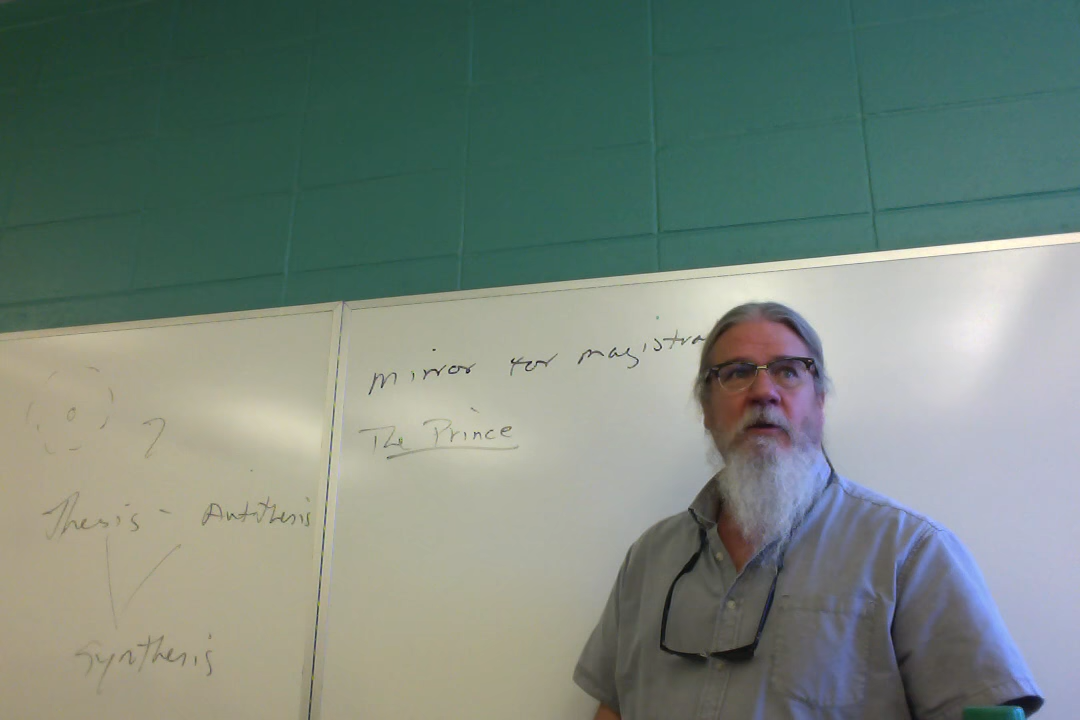 mirror for magistra
The Prince
?
Thesis - Antithesis
Synthesis